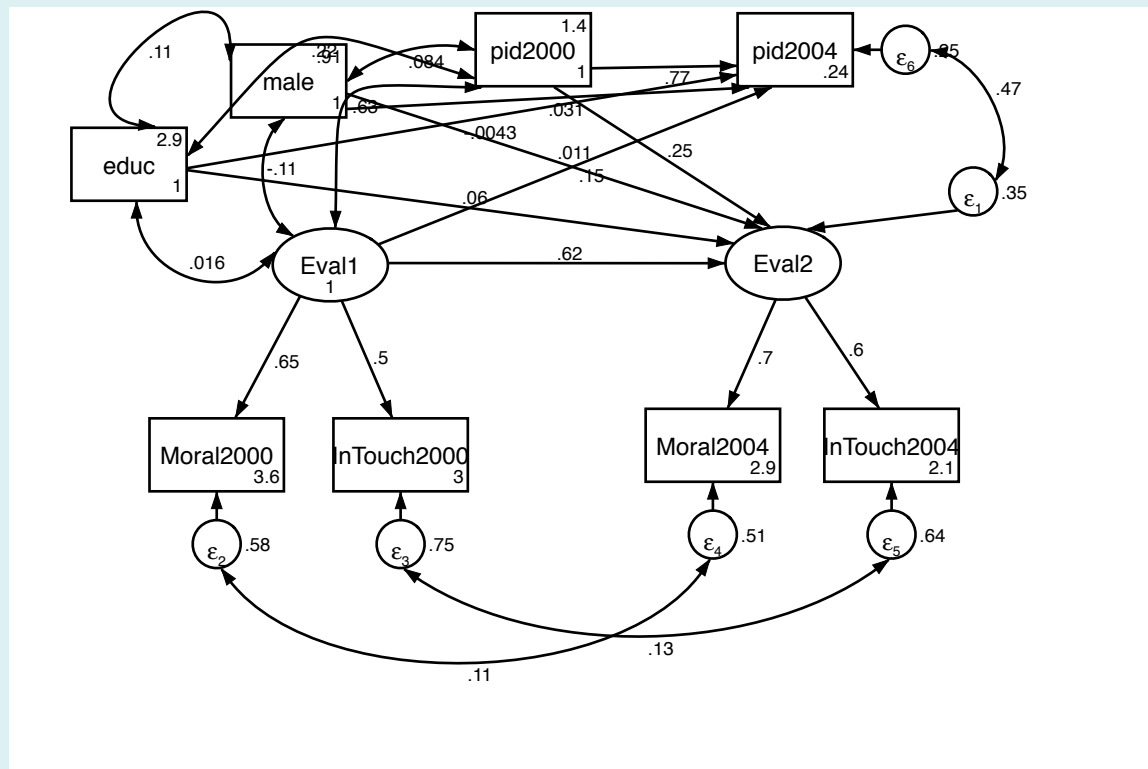 .11
.22
.91
male
1
.084
1.4
pid2000
1
.77
pid2004
.24
ε6
.25
.47
.63
.031
-.0043
2.9
educ
1
-.11
.011
.15
.25
.06
ε1
.35
.016
Eval1
1
.62
Eval2
.65
.5
.7
.6
Moral2000
3.6
InTouch2000
3
Moral2004
2.9
InTouch2004
2.1
ε2
.58
ε3
.75
ε4
.51
ε5
.64
.13
.11